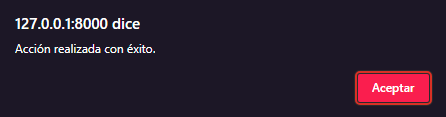 127.0.0.1:8000 dice
Acción realizada con éxito.
Aceptar